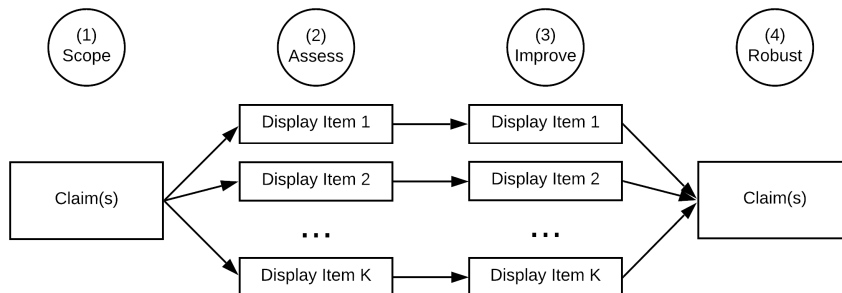 (1)
Scope
(2)
Assess
(3)
Improve
(4)
Robust
Display Item 1
Display Item 1
Display Item 2
Display Item 2
Claim(s)
Claim(s)
...
...
Display Item K
Display Item K